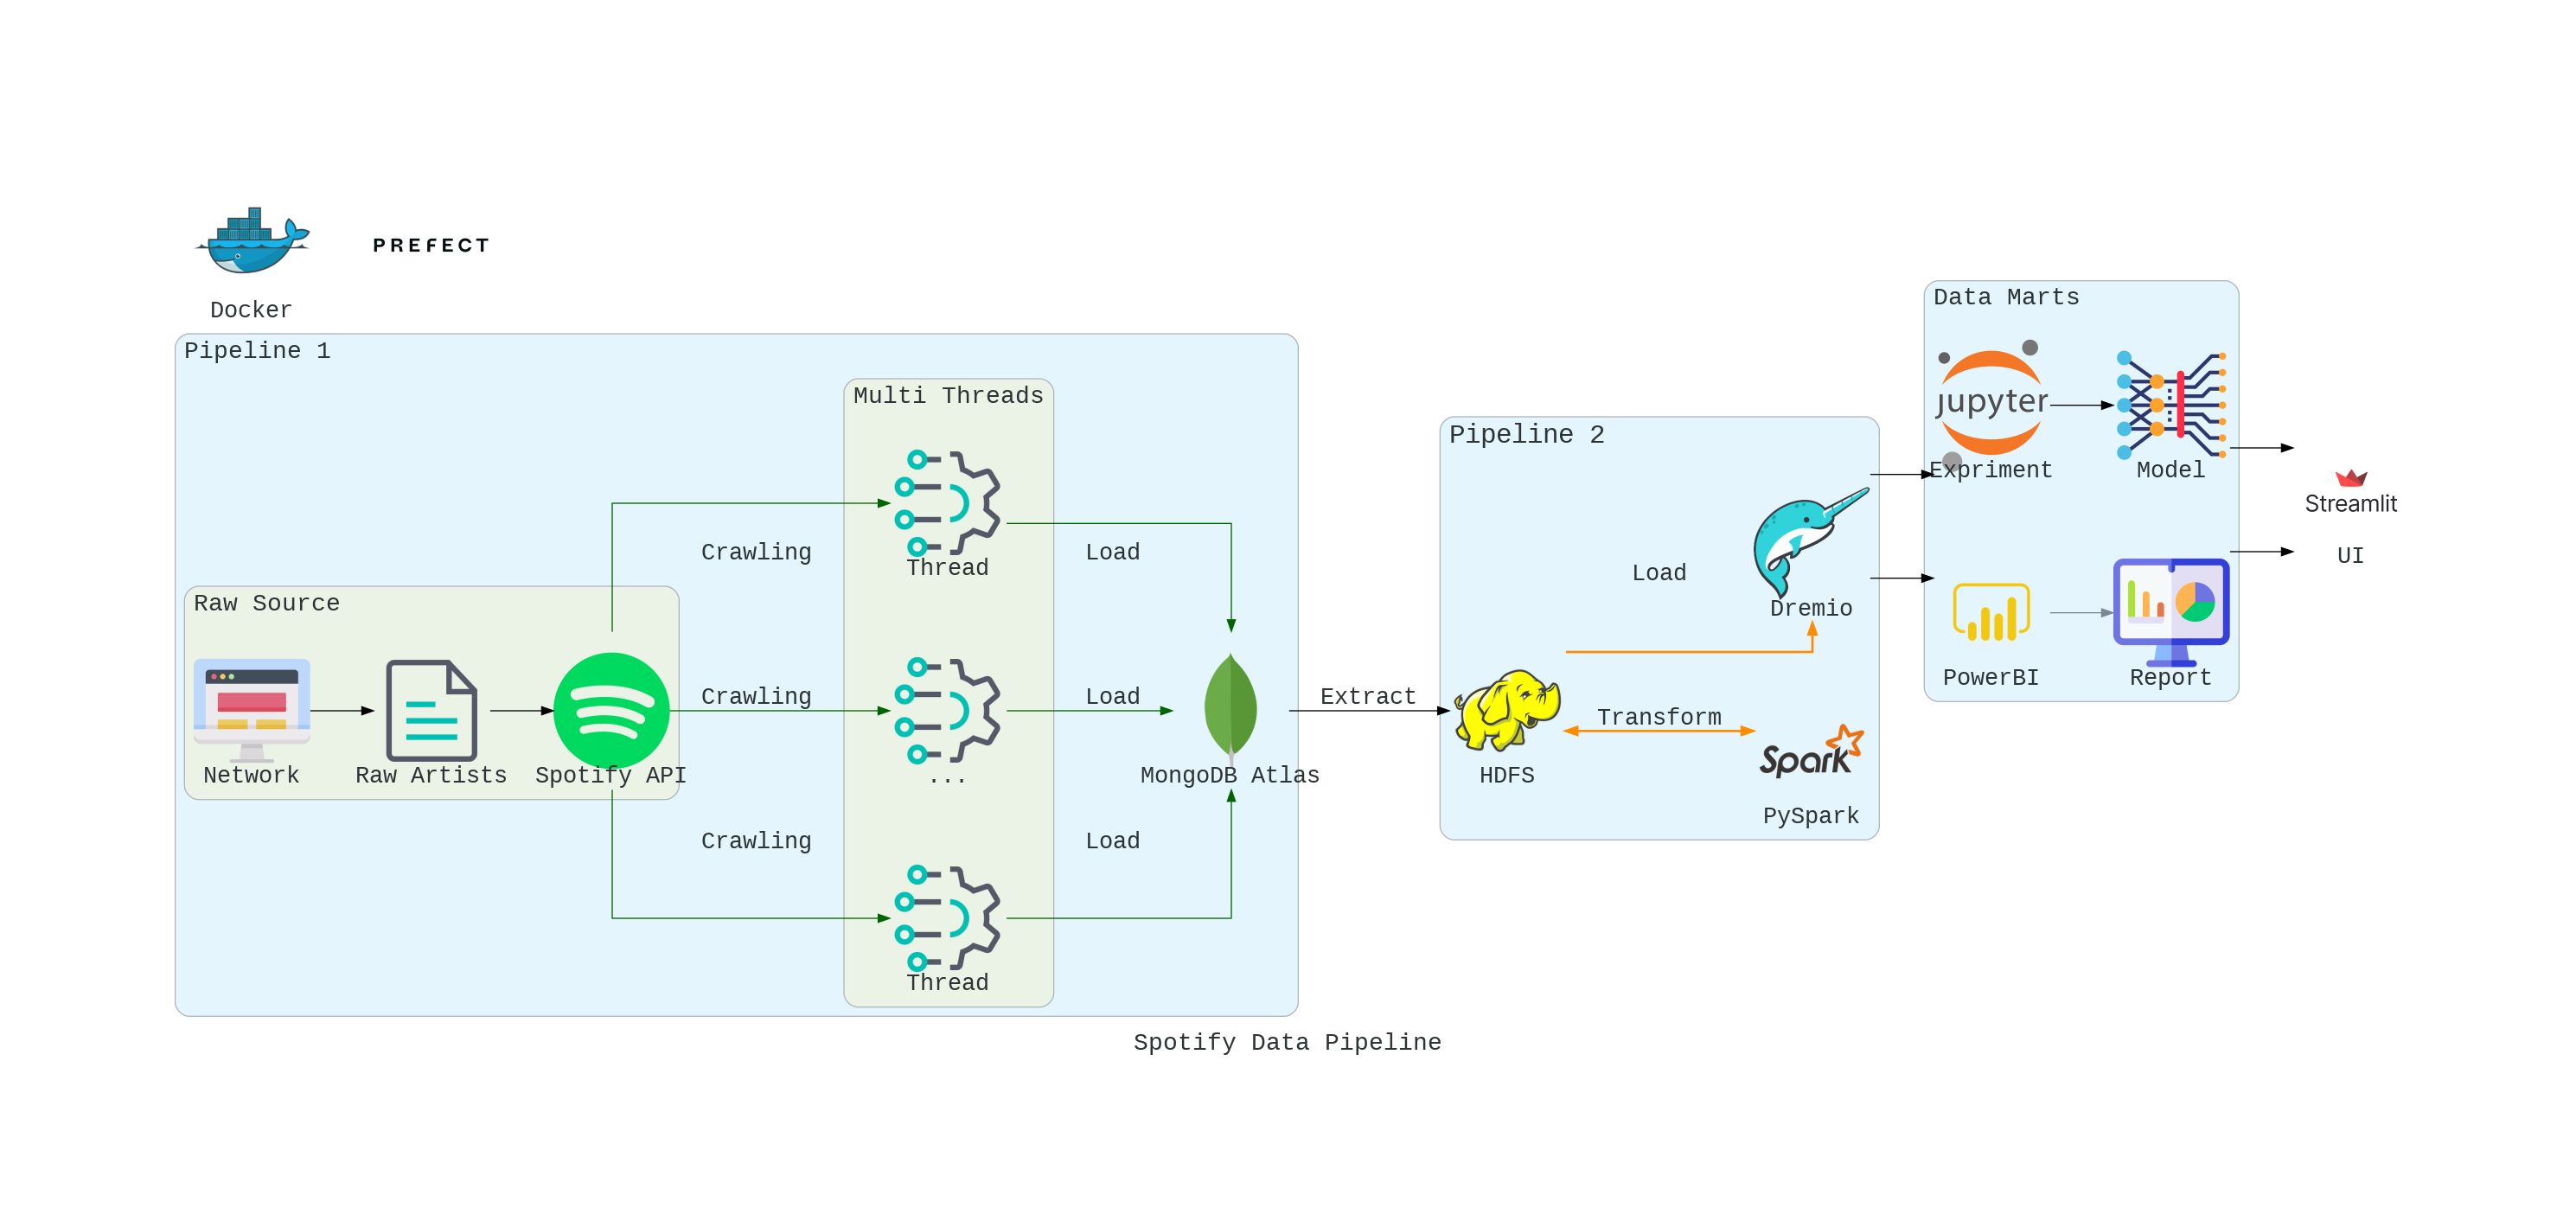 PREFECT
Docker
Pipeline 1
Multi Threads
Crawling
Thread
Load
Raw Source
Network
Raw Artists
Spotify API
Crawling
...
Load
MongoDB Atlas
Crawling
Thread
Load
Extract
Pipeline 2
Load
Dremio
HDFS
Transform
Spark
PySpark
Data Marts
jupyter
Expriment
Model
PowerBI
Report
Streamlit
UI
Spotify Data Pipeline